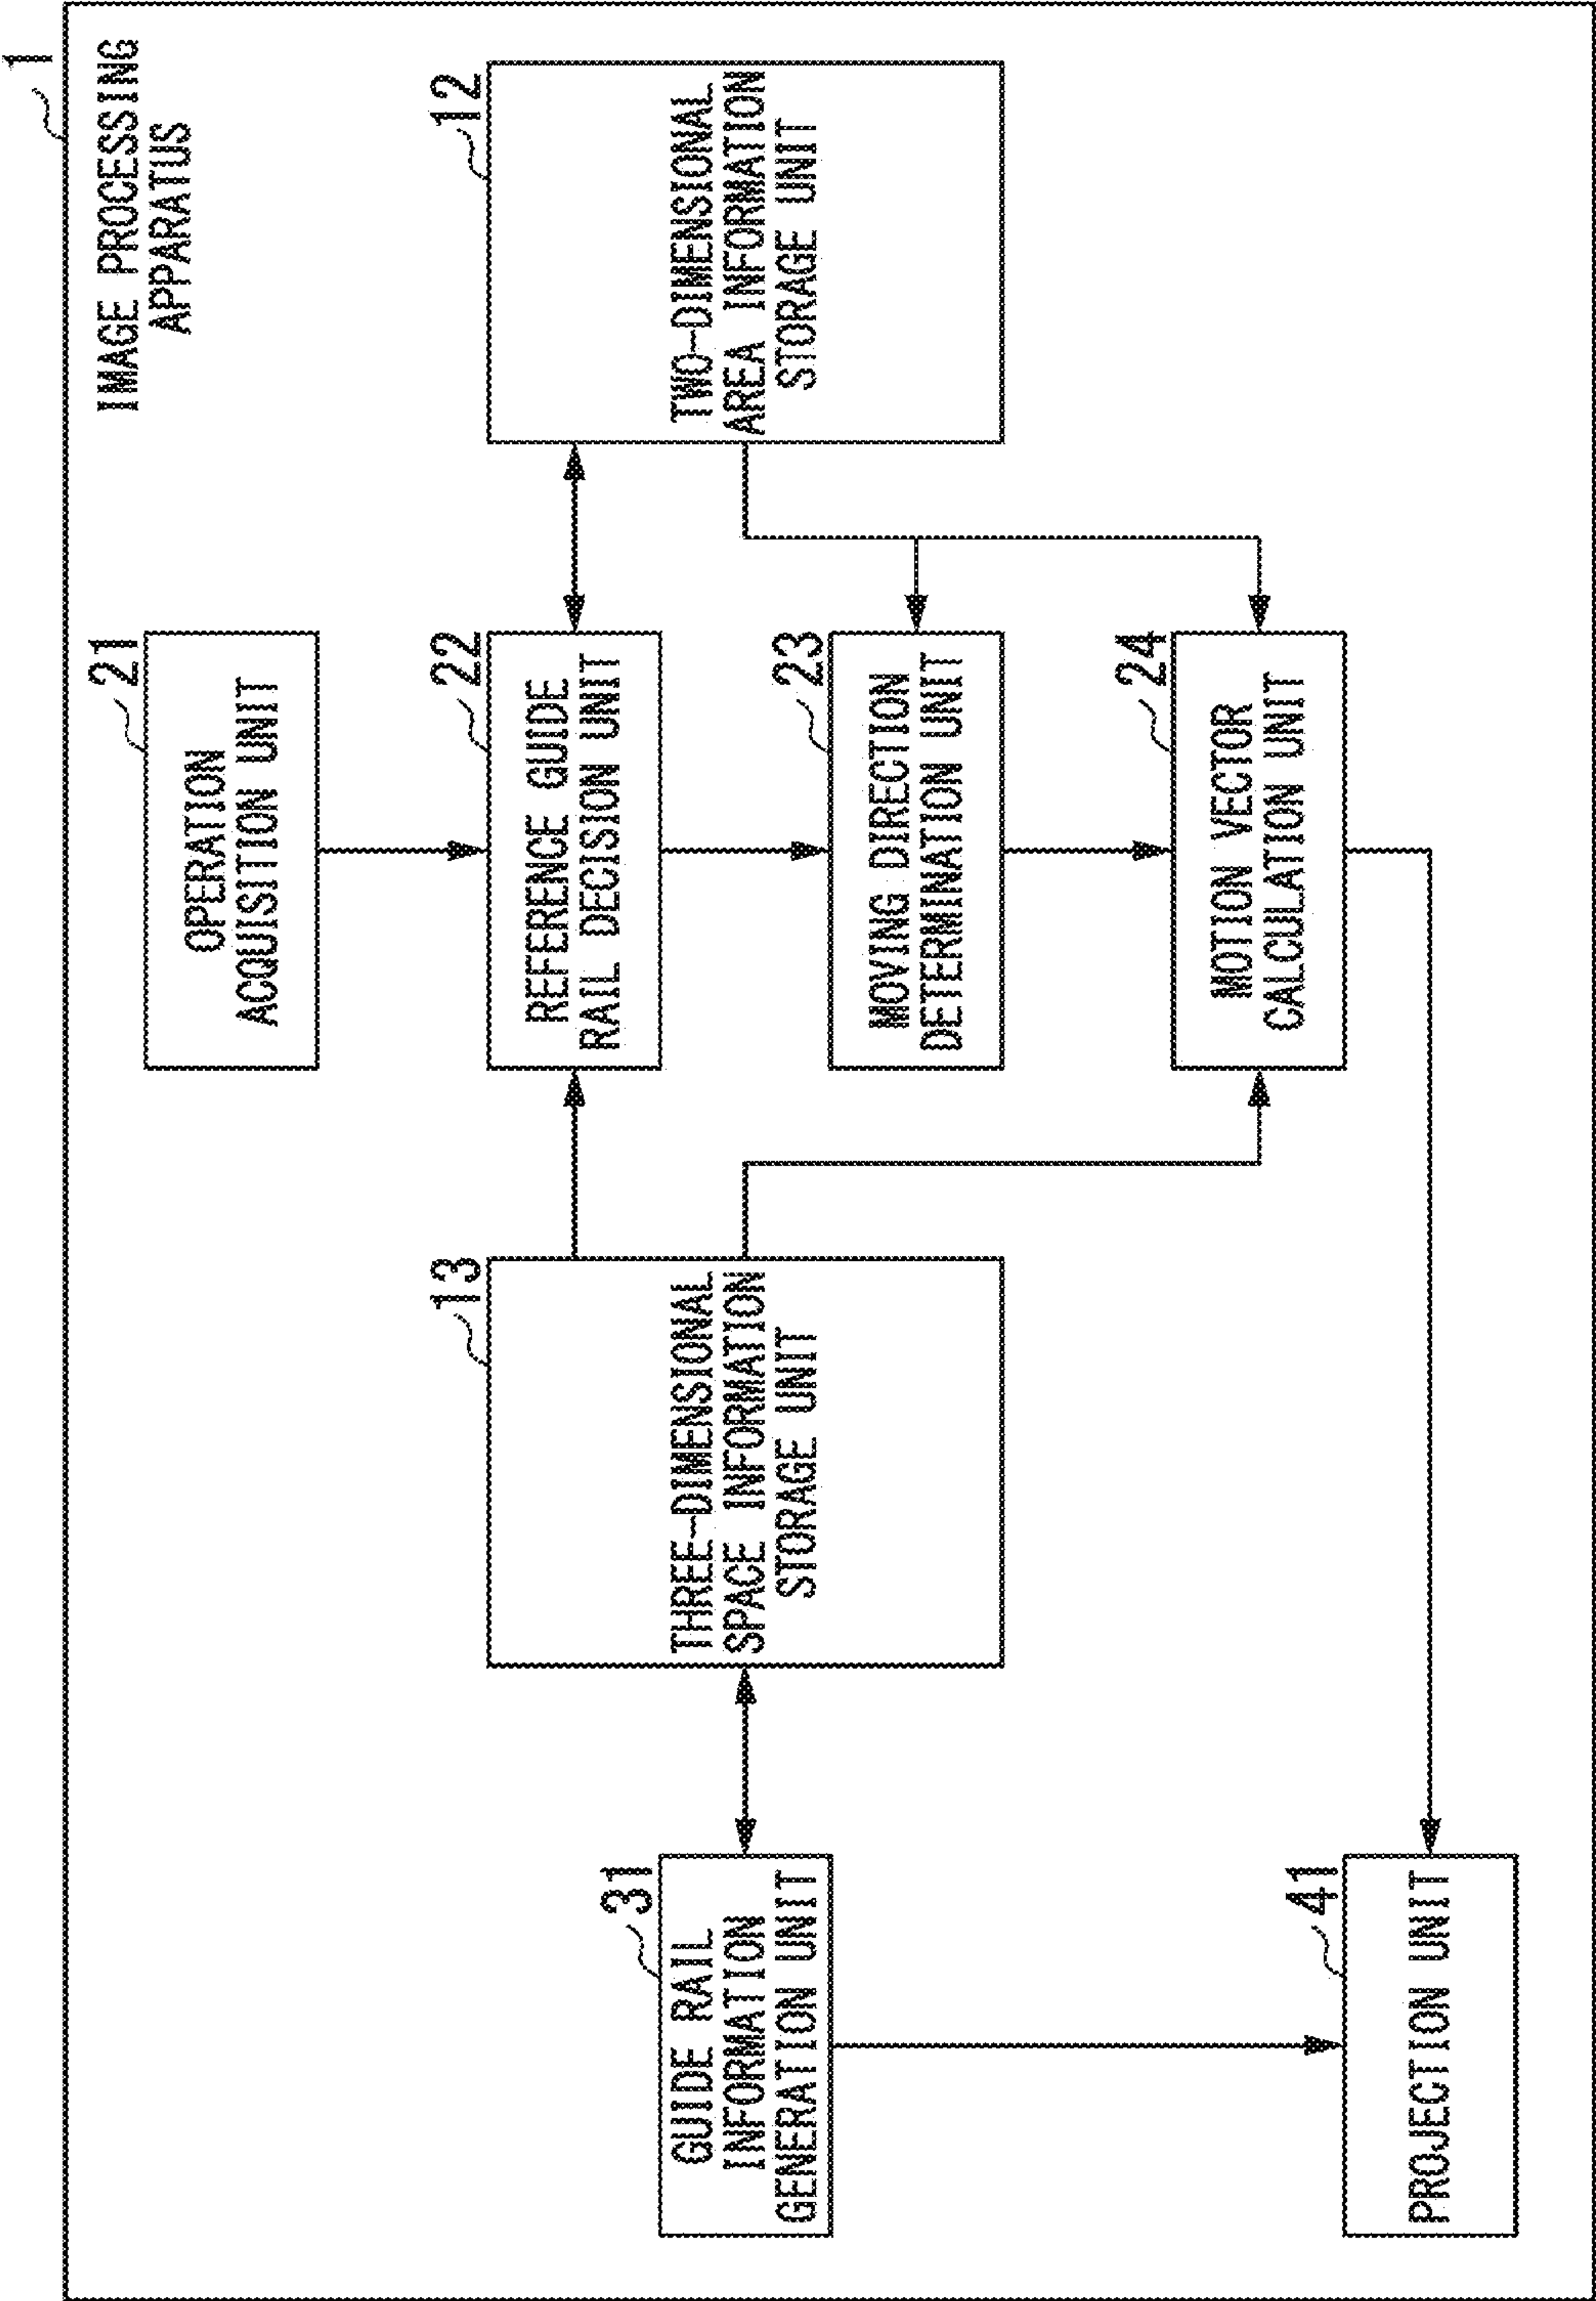 1
IMAGE PROCESSING
APPARATUS
21
OPERATION
ACQUISITION UNIT
31
GUIDE RAIL
INFORMATION
GENERATION UNIT
13
THREE-DIMENSIONAL
SPACE INFORMATION
STORAGE UNIT
22
REFERENCE GUIDE
RAIL DECISION UNIT
12
TWO-DIMENSIONAL
AREA INFORMATION
STORAGE UNIT
23
MOVING DIRECTION
DETERMINATION UNIT
24
MOTION VECTOR
CALCULATION UNIT
41
PROJECTION UNIT